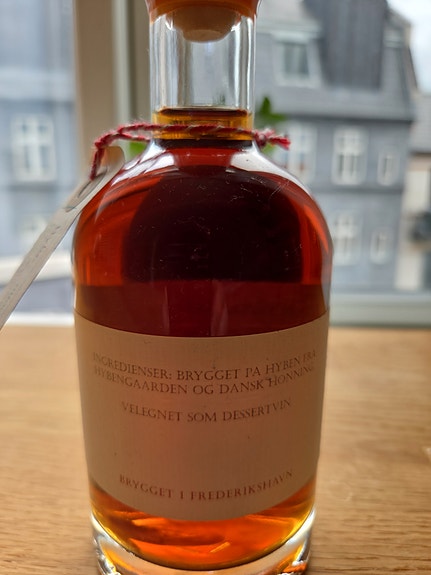 INGREDIENSER: BRYGGET PÅ HYBEN FRA
HYBENGAARDEN OG DANSK HONNING
VELEGNET SOM DESSERTVIN
BRYGGET I FREDERIKSHAVN